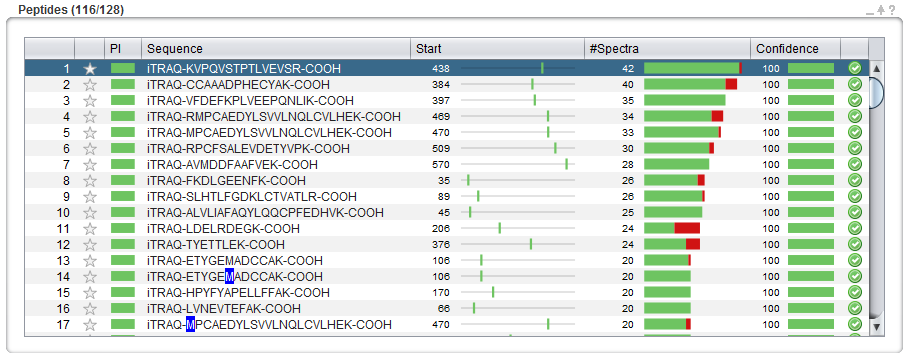 Peptides (116/128)
PI Sequence Start #Spectra Confidence
1 iTRAQ-KVPQVSTPTLVEVSR-COOH 438 42 100
2 iTRAQ-CCAAADPHECYAK-COOH 384 40 100
3 iTRAQ-VFDEFKPLVEEPQNLIK-COOH 397 35 100
4 iTRAQ-RMPCAEDYLSVVLNQLCVLHEK-COOH 469 34 100
5 iTRAQ-MPCAEDYLSVVLNQLCVLHEK-COOH 470 33 100
6 iTRAQ-RPCFSALEVDETYVPK-COOH 509 30 100
7 iTRAQ-AVMDDFAAFVEK-COOH 570 28 100
8 iTRAQ-FKDLGEENFK-COOH 35 26 100
9 iTRAQ-SLHTLFGDKLCTVATLR-COOH 89 26 100
10 iTRAQ-ALVLIAFAQYLQQCPFEDHVK-COOH 45 25 100
11 iTRAQ-LDELRDEGK-COOH 206 24 100
12 iTRAQ-TYETTLEK-COOH 376 24 100
13 iTRAQ-ETYGEMADCCAK-COOH 106 20 100
14 iTRAQ-ETYGEMADCCAK-COOH 106 20 100
15 iTRAQ-HPYFYAPELLFFAK-COOH 170 20 100
16 iTRAQ-LVNEVTEFAK-COOH 66 20 100
17 iTRAQ-MPCAEDYLSVVLNQLCVLHEK-COOH 470 20 100